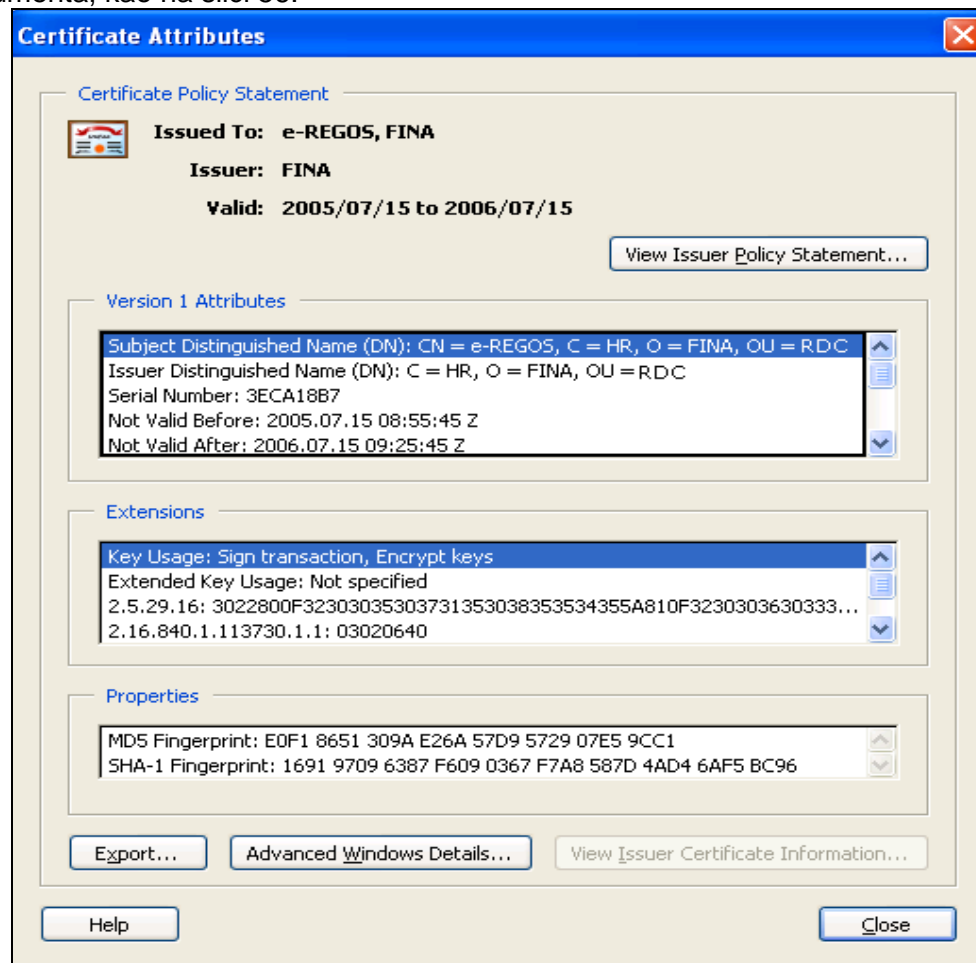 kao na slici
Certificate Attributes
Certificate Policy Statement
Issued To: e-REGOS, FINA
Issuer: FINA
Valid: 2005/07/15 to 2006/07/15
View Issuer Policy Statement...
Version 1 Attributes
Subject Distinguished Name (DN): CN = e-REGOS, C = HR, O = FINA, OU = RDC
Issuer Distinguished Name (DN): C = HR, O = FINA, OU = RDC
Serial Number: 3ECA18B7
Not Valid Before: 2005.07.15 08:55:45 Z
Not Valid After: 2006.07.15 09:25:45 Z
Extensions
Key Usage: Sign transaction, Encrypt keys
Extended Key Usage: Not specified
2.5.29.16: 3022800F32303035303731353038353534355A810F3230303630333...
2.16.840.1.113730.1.1: 03020640
Properties
MD5 Fingerprint: E0F1 8651 309A E26A 57D9 5729 07E5 9CC1
SHA-1 Fingerprint: 1691 9709 6387 F609 0367 F7A8 587D 4AD4 6AF5 BC96
Export... Advanced Windows Details... View Issuer Certificate Information...
Help Close